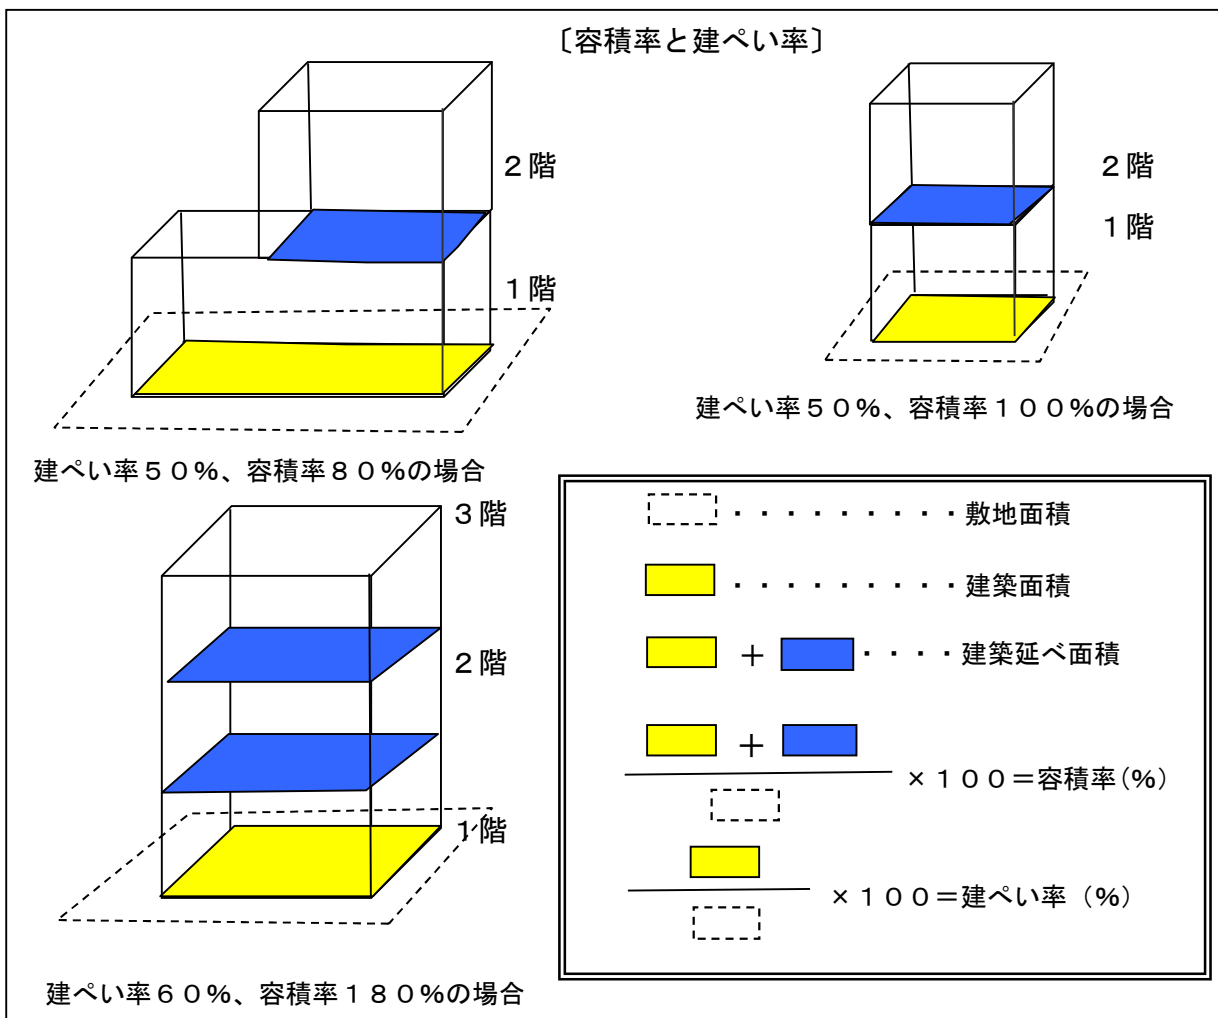 〔容積率と建ぺい率〕
２階
１階
建ぺい率５０％、容積率８０％の場合
２階
１階
建ぺい率５０％、容積率１００％の場合
３階
２階
１階
建ぺい率６０％、容積率１８０％の場合
・・・・・・・・・敷地面積
・・・・・・・・・建築面積
＋ ・・・・建築延べ面積
＋
×１００＝容積率(％)
×１００＝建ぺい率（％）